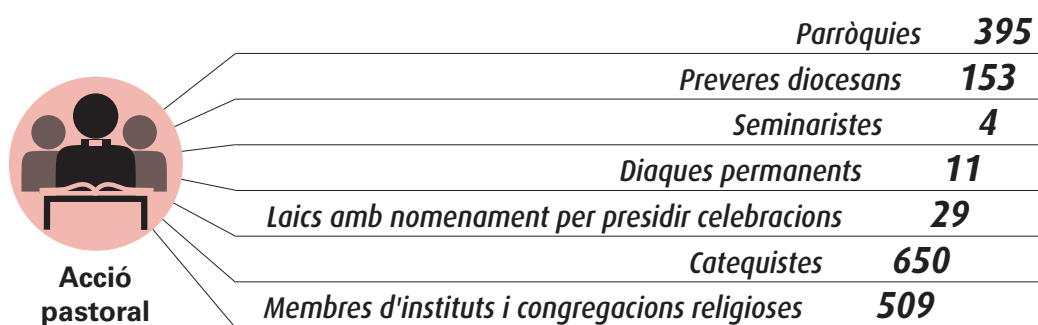 Parròquies 395
Preveres diocesans 153
Seminaristes 4
Diaques permanents 11
Laics amb nomenament per presidir celebracions 29
Catequistes 650
Membres d'instituts i congregacions religioses 509
Acció
pastoral